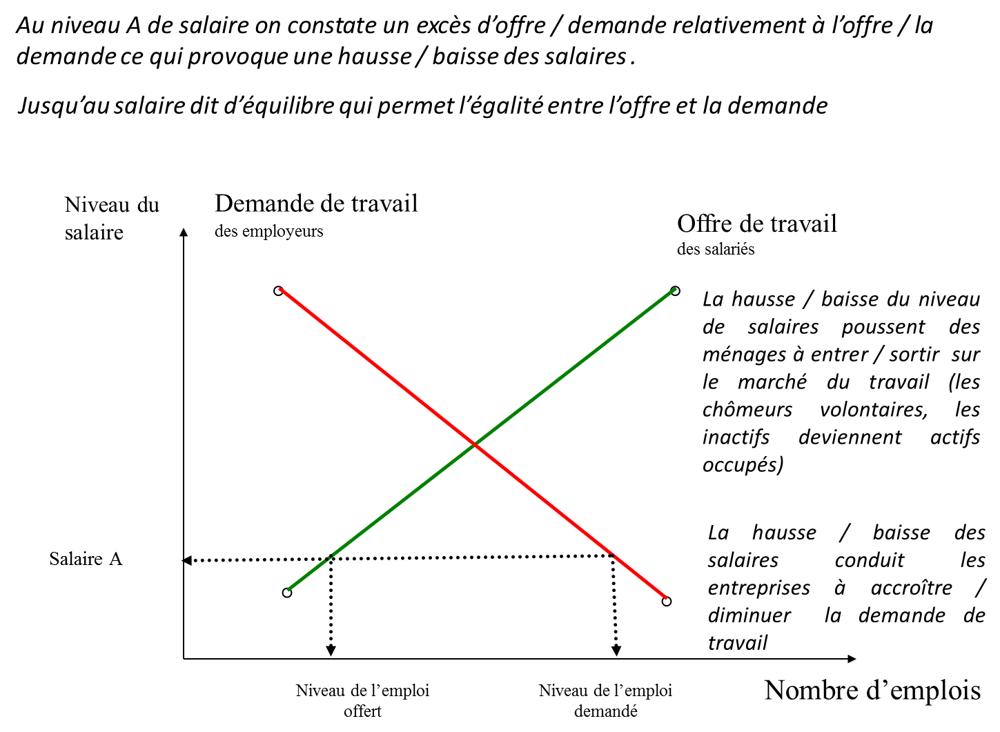 Au niveau A de salaire on constate un excès d’offre / demande relativement à l’offre / la
demande ce qui provoque une hausse / baisse des salaires .
Jusqu’au salaire dit d’équilibre qui permet l’égalité entre l’offre et la demande
Niveau du
salaire
Demande de travail
des employeurs
Offre de travail
des salariés
La hausse / baisse du niveau
de salaires poussent des
ménages à entrer / sortir sur
le marché du travail (les
chômeurs volontaires, les
inactifs deviennent actifs
occupés)
La hausse / baisse des
salaires conduit les
entreprises à accroître /
diminuer la demande de
travail
Salaire A
Niveau de l’emploi
offert
Niveau de l’emploi
demandé
Nombre d’emplois